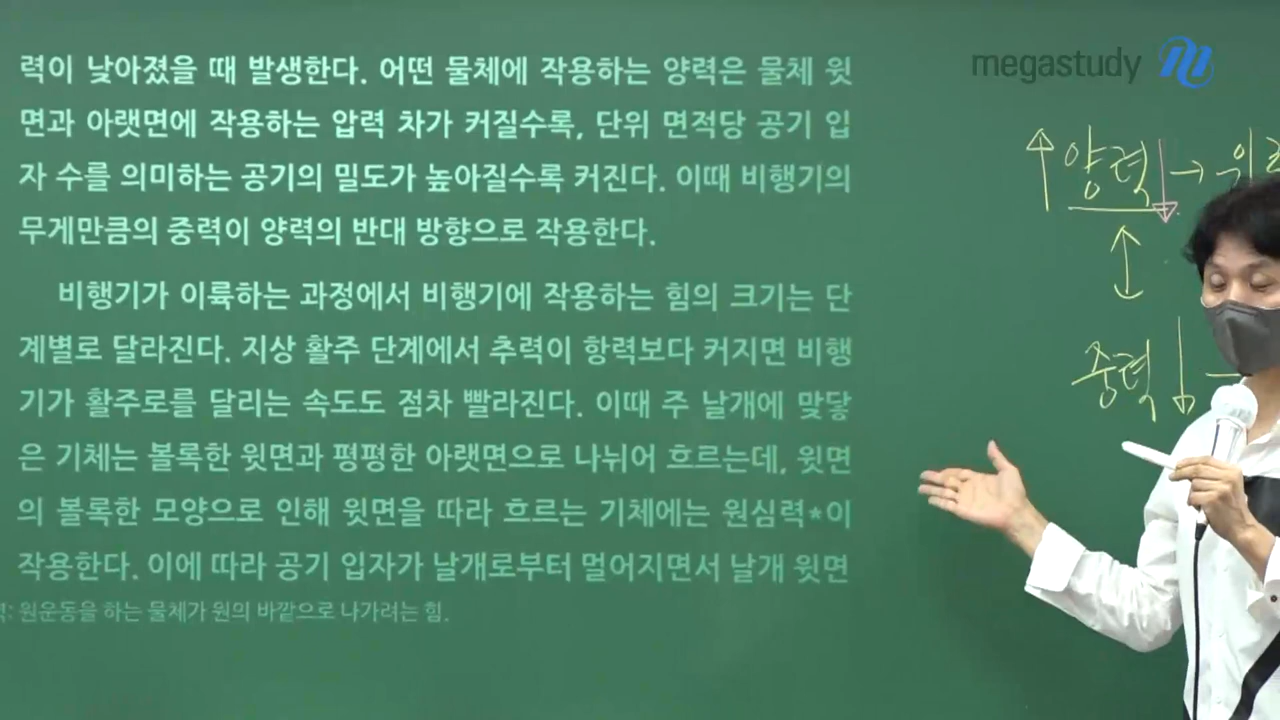 력이 낮아졌을 때 발생한다. 어떤 물체에 작용하는 양력은 물체 윗
면과 아랫면에 작용하는 압력 차가 커질수록, 단위 면적당 공기 입
자 수를 의미하는 공기의 밀도가 높아질수록 커진다. 이때 비행기의
무게만큼의 중력이 양력의 반대 방향으로 작용한다.
비행기가 이륙하는 과정에서 비행기에 작용하는 힘의 크기는 단
계별로 달라진다. 지상 활주 단계에서 추력이 항력보다 커지면 비행
기가 활주로를 달리는 속도도 점차 빨라진다. 이때 주 날개에 맞닿
은 기체는 볼록한 윗면과 평평한 아랫면으로 나뉘어 흐르는데, 윗면
의 볼록한 모양으로 인해 윗면을 따라 흐르는 기체에는 원심력*이
작용한다. 이에 따라 공기 입자가 날개로부터 멀어지면서 날개 윗면
력: 원운동을 하는 물체가 원의 바깥으로 나가려는 힘.
megastudy
↑양력↓→위로
↕
중력↓